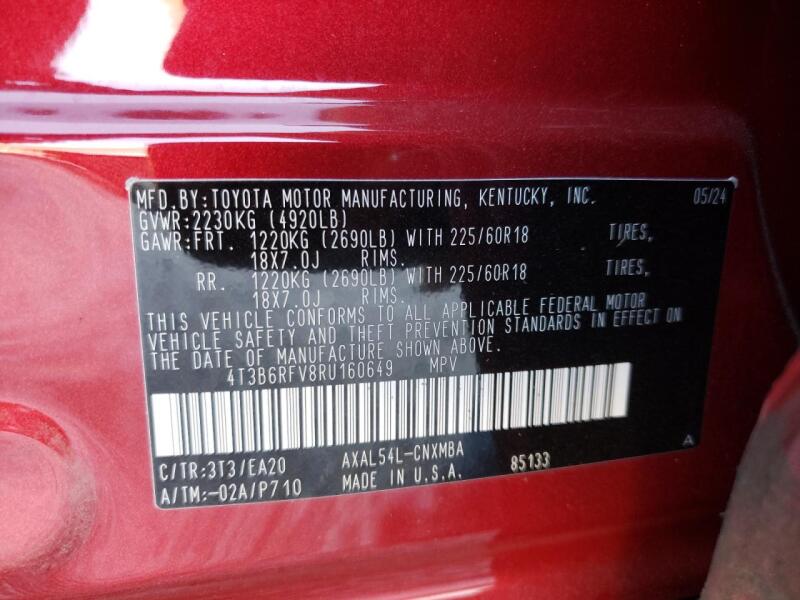 MFD.BY:TOYOTA MOTOR MANUFACTURING, KENTUCKY, INC. 05/24
GVWR:2230KG (4920LB)
GAWR:FRT. 1220KG (2690LB) WITH 225/60R18 TIRES,
18X7.0J RIMS.
RR. 1220KG (2690LB) WITH 225/60R18 TIRES,
18X7.0J RIMS.
THIS VEHICLE CONFORMS TO ALL APPLICABLE FEDERAL MOTOR
VEHICLE SAFETY AND THEFT PREVENTION STANDARDS IN EFFECT ON
THE DATE OF MANUFACTURE SHOWN ABOVE.
4T3B6RFV8RU160649 MPV
C/TR:3T3/EA20 AXAL54L-CNXMBA A
A/TM:-02A/P710 MADE IN U.S.A. 85133